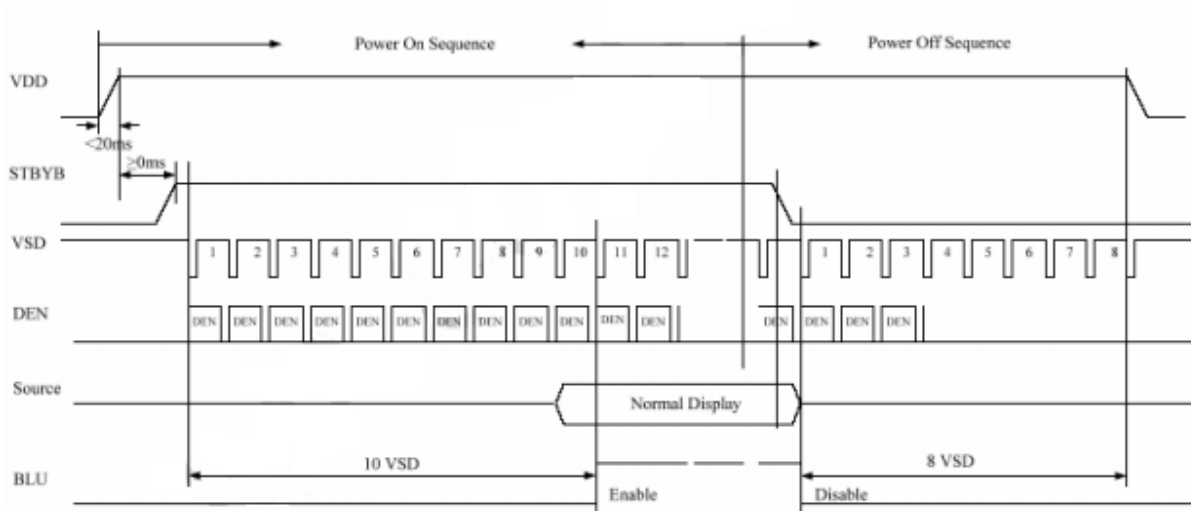 Power On Sequence Power Off Sequence
VDD
<20ms
≥0ms
STBYB
VSD 1 2 3 4 5 6 7 8 9 10 11 12 1 2 3 4 5 6 7 8
DEN DEN DEN DEN DEN DEN DEN DEN DEN DEN DEN DEN DEN DEN DEN DEN DEN
Source Normal Display
10 VSD 8 VSD
BLU
Enable Disable